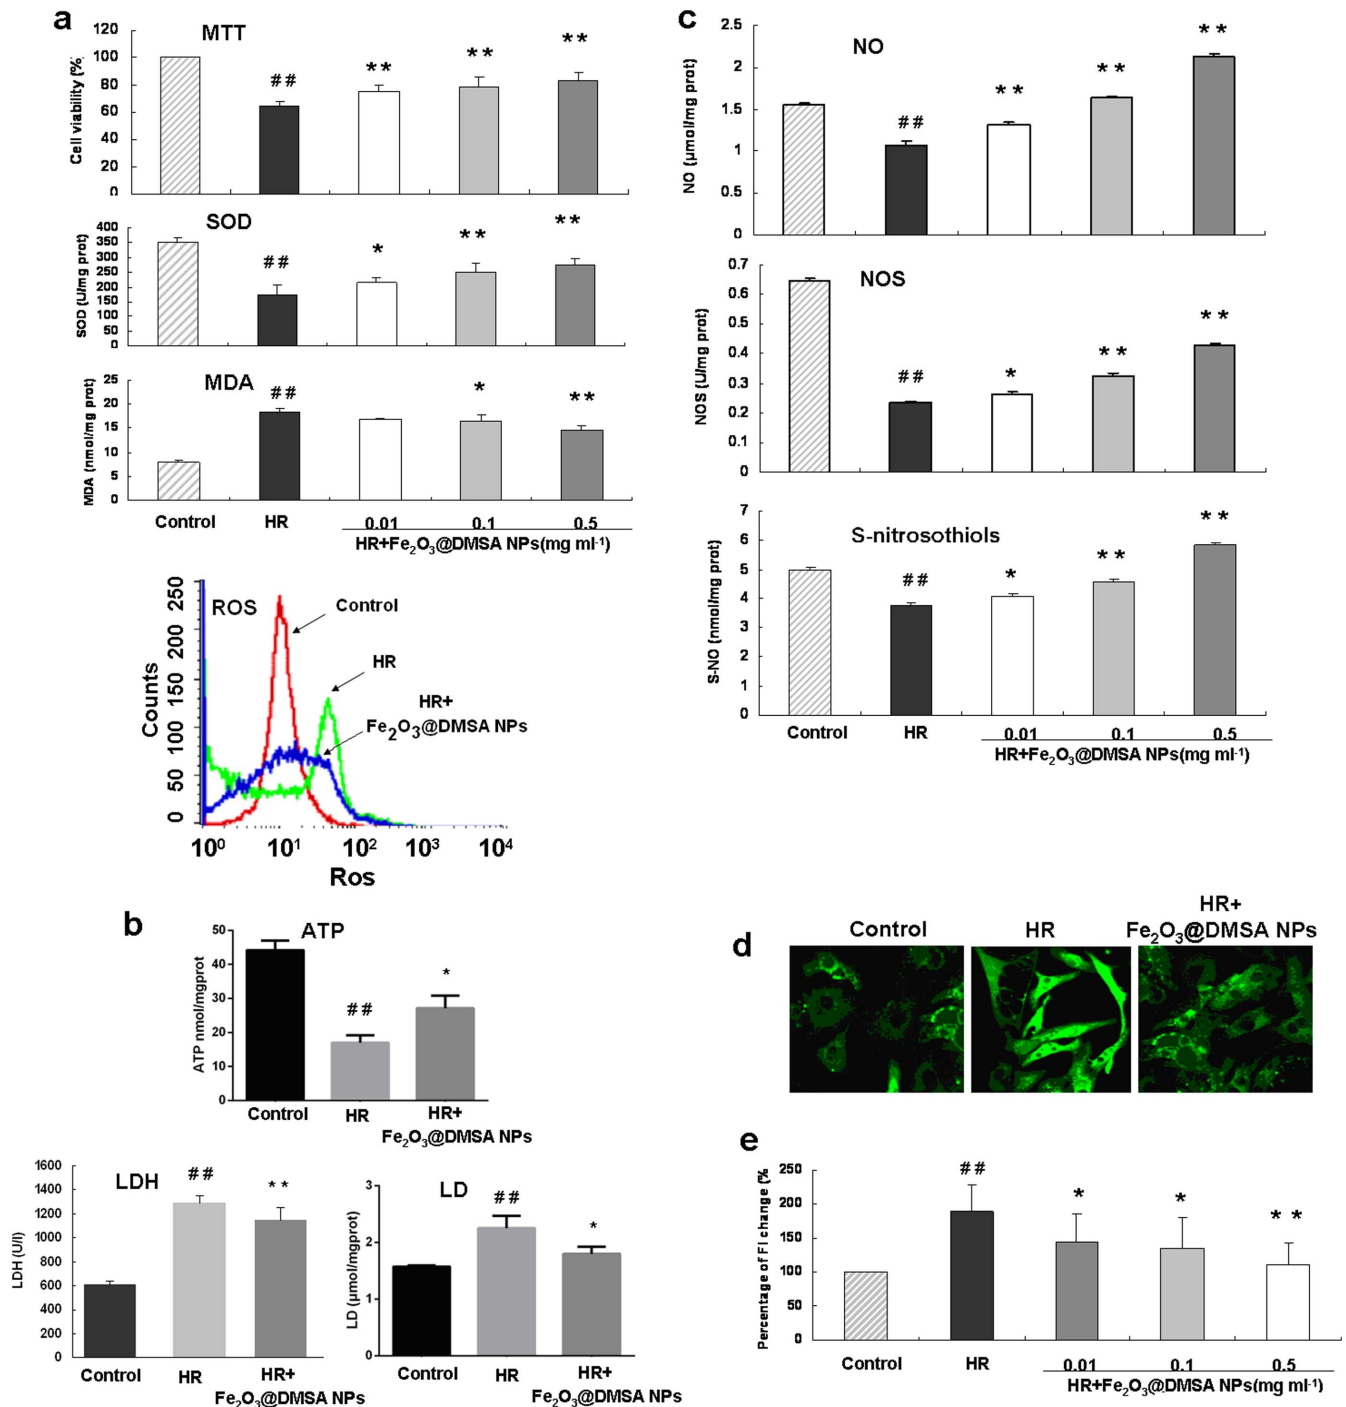 a
MTT
Cell viability (%
120
100
80
60
40
20
0
##
**
**
**
SOD
SOD (U/mg prot)
400
350
300
250
200
150
100
50
0
##
*
**
**
MDA
MDA (nmol/mg prot)
25
20
15
10
5
0
##
*
**
Control
HR
0.01
0.1
0.5
HR+Fe2O3@DMSA NPs(mg ml-1)
ROS
Counts
250
200
150
100
50
0
Control
HR
HR+
Fe2O3@DMSA NPs
10⁰
10¹
10²
10³
10⁴
Ros
b
ATP
ATP nmol/mgprot
50
40
30
20
10
0
##
*
Control
HR
HR+
Fe2O3@DMSA NPs
LDH
LDH (U/l)
1600
1400
1200
1000
800
600
400
200
0
##
**
Control
HR
HR+
Fe2O3@DMSA NPs
LD
LD (μmol/mgprot)
3
2
1
0
##
*
Control
HR
HR+
Fe2O3@DMSA NPs
c
NO
NO (μmol/mg prot)
2.5
2
1.5
1
0.5
0
##
**
**
**
NOS
NOS (U/mg prot)
0.7
0.6
0.5
0.4
0.3
0.2
0.1
0
##
*
**
**
S-nitrosothiols
S-NO (nmol/mg prot)
7
6
5
4
3
2
1
0
##
*
**
**
Control
HR
0.01
0.1
0.5
HR+Fe2O3@DMSA NPs(mg ml-1)
d
Control
HR
HR+
Fe2O3@DMSA NPs
e
Percentage of FI change (%
250
200
150
100
50
0
##
*
*
**
Control
HR
0.01
0.1
0.5
HR+Fe2O3@DMSA NPs(mg ml-1)